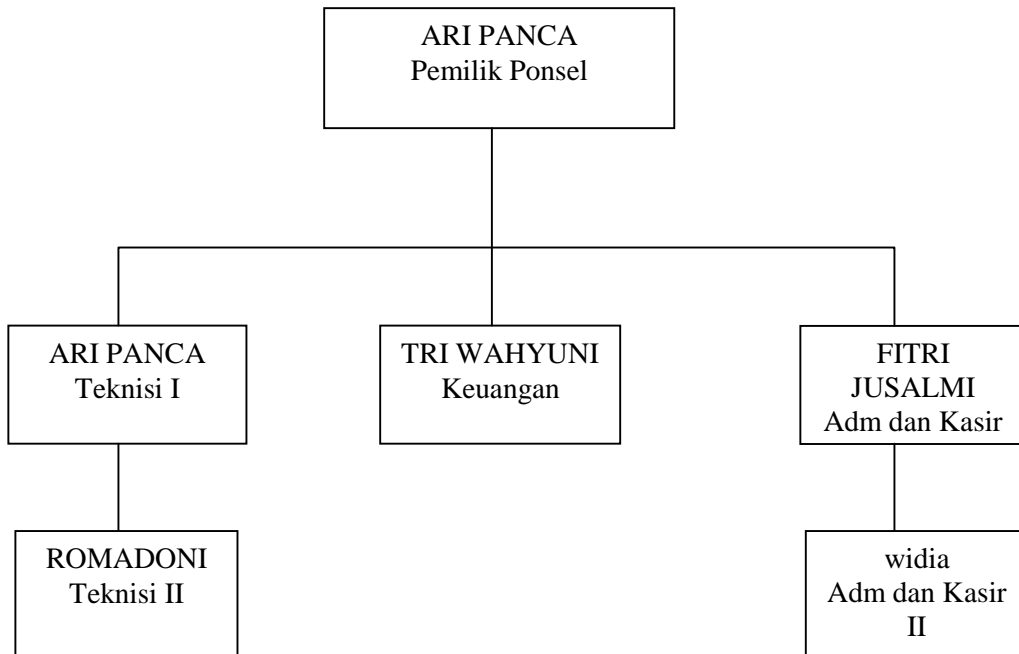 ARI PANCA
Pemilik Ponsel
ARI PANCA
Teknisi I
TRI WAHYUNI
Keuangan
FITRI
JUSALMI
Adm dan Kasir
ROMADONI
Teknisi II
widia
Adm dan Kasir
II